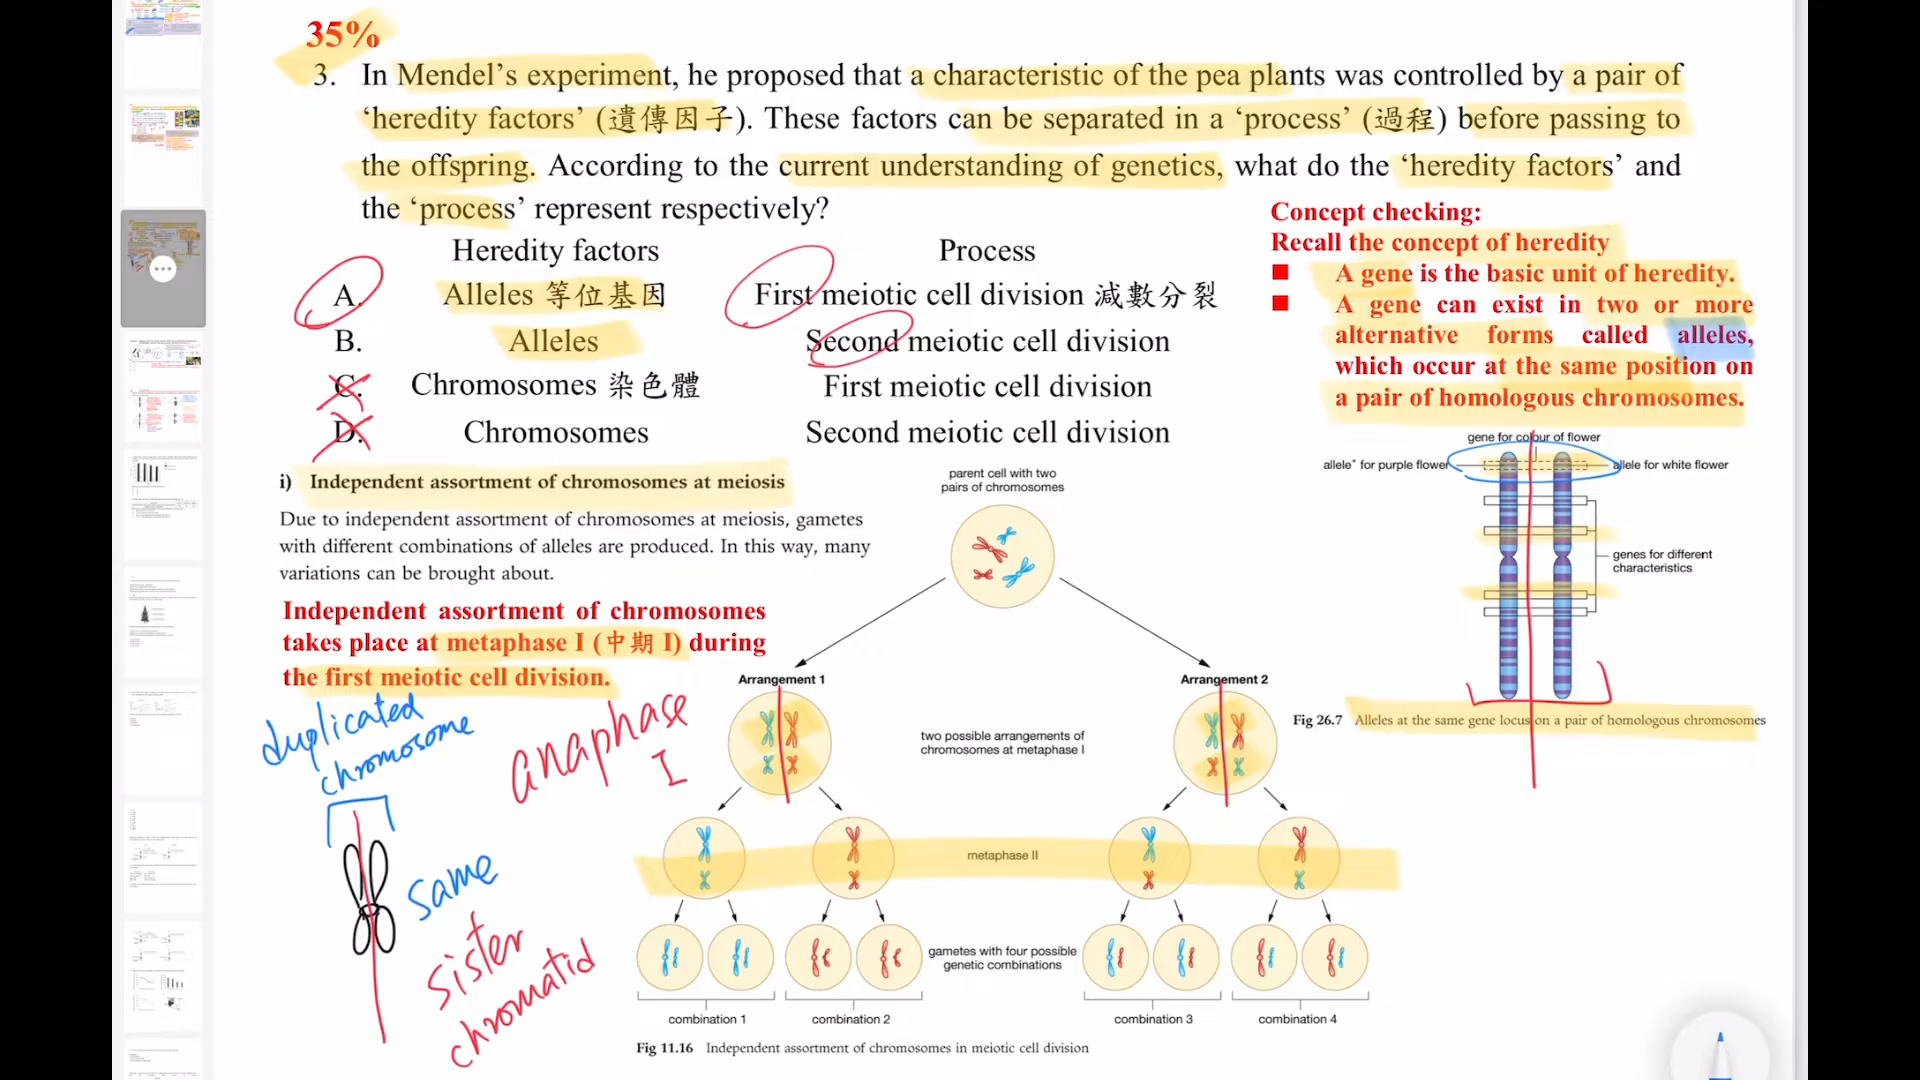 35%
3. In Mendel's experiment, he proposed that a characteristic of the pea plants was controlled by a pair of
'heredity factors' (遺傳因子). These factors can be separated in a 'process' (過程) before passing to
the offspring. According to the current understanding of genetics, what do the 'heredity factors' and
the 'process' represent respectively?
Heredity factors Process
A. Alleles 等位基因 First meiotic cell division 減數分裂
B. Alleles Second meiotic cell division
C. Chromosomes 染色體 First meiotic cell division
D. Chromosomes Second meiotic cell division
Concept checking:
Recall the concept of heredity
■ A gene is the basic unit of heredity.
■ A gene can exist in two or more
alternative forms called alleles,
which occur at the same position on
a pair of homologous chromosomes.
gene for colour of flower
allele* for purple flower
allele for white flower
genes for different
characteristics
Fig 26.7 Alleles at the same gene locus on a pair of homologous chromosomes
i) Independent assortment of chromosomes at meiosis
Due to independent assortment of chromosomes at meiosis, gametes
with different combinations of alleles are produced. In this way, many
variations can be brought about.
Independent assortment of chromosomes
takes place at metaphase I (中期 I) during
the first meiotic cell division.
duplicated
chromosome
anaphase
I
same
sister
chromatid
parent cell with two
pairs of chromosomes
Arrangement 1
Arrangement 2
two possible arrangements of
chromosomes at metaphase I
metaphase II
gametes with four possible
genetic combinations
combination 1
combination 2
combination 3
combination 4
Fig 11.16 Independent assortment of chromosomes in meiotic cell division